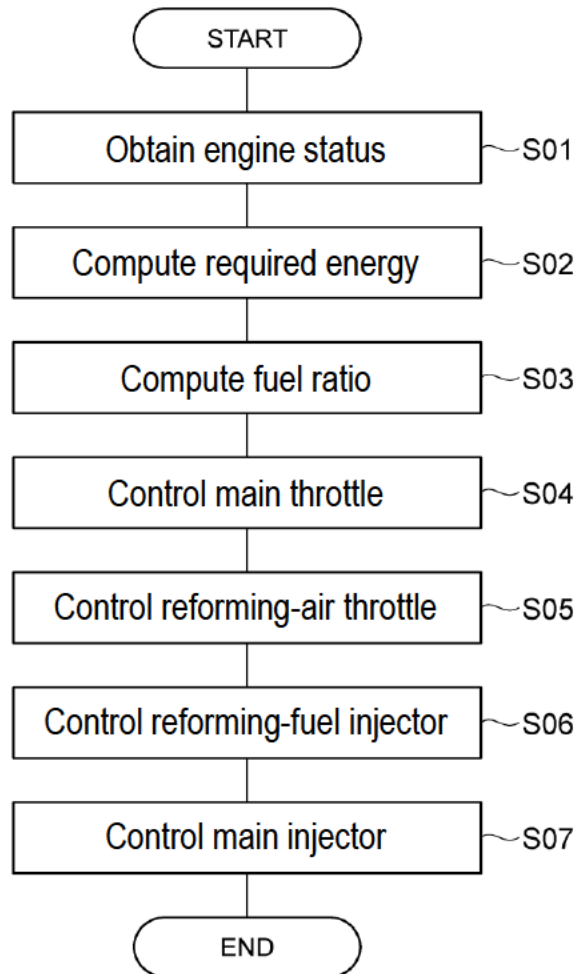 START
Obtain engine status
S01
Compute required energy
S02
Compute fuel ratio
S03
Control main throttle
S04
Control reforming-air throttle
S05
Control reforming-fuel injector
S06
Control main injector
S07
END